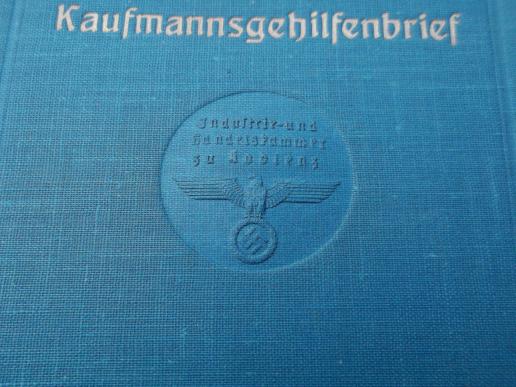 Kaufmannsgehilfenbrief
Industrie-und
Handelskammer
zu Koblenz